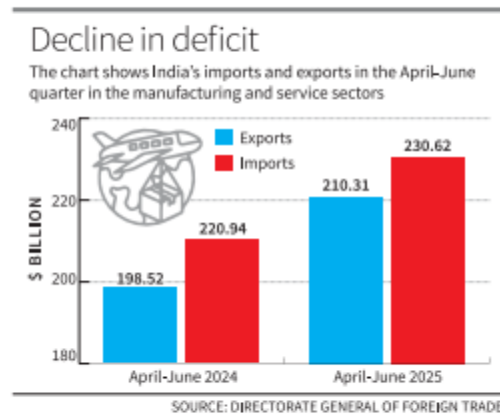 Decline in deficit
The chart shows India's imports and exports in the April-June
quarter in the manufacturing and service sectors
240
220
200
180
$ BILLION
Exports
Imports
198.52
220.94
210.31
230.62
April-June 2024
April-June 2025
SOURCE: DIRECTORATE GENERAL OF FOREIGN TRADE